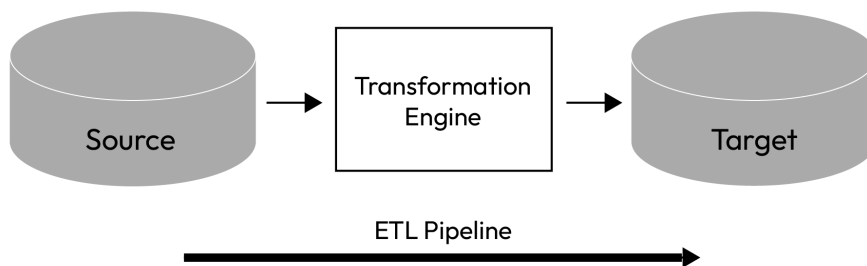 Source
Transformation
Engine
Target
ETL Pipeline